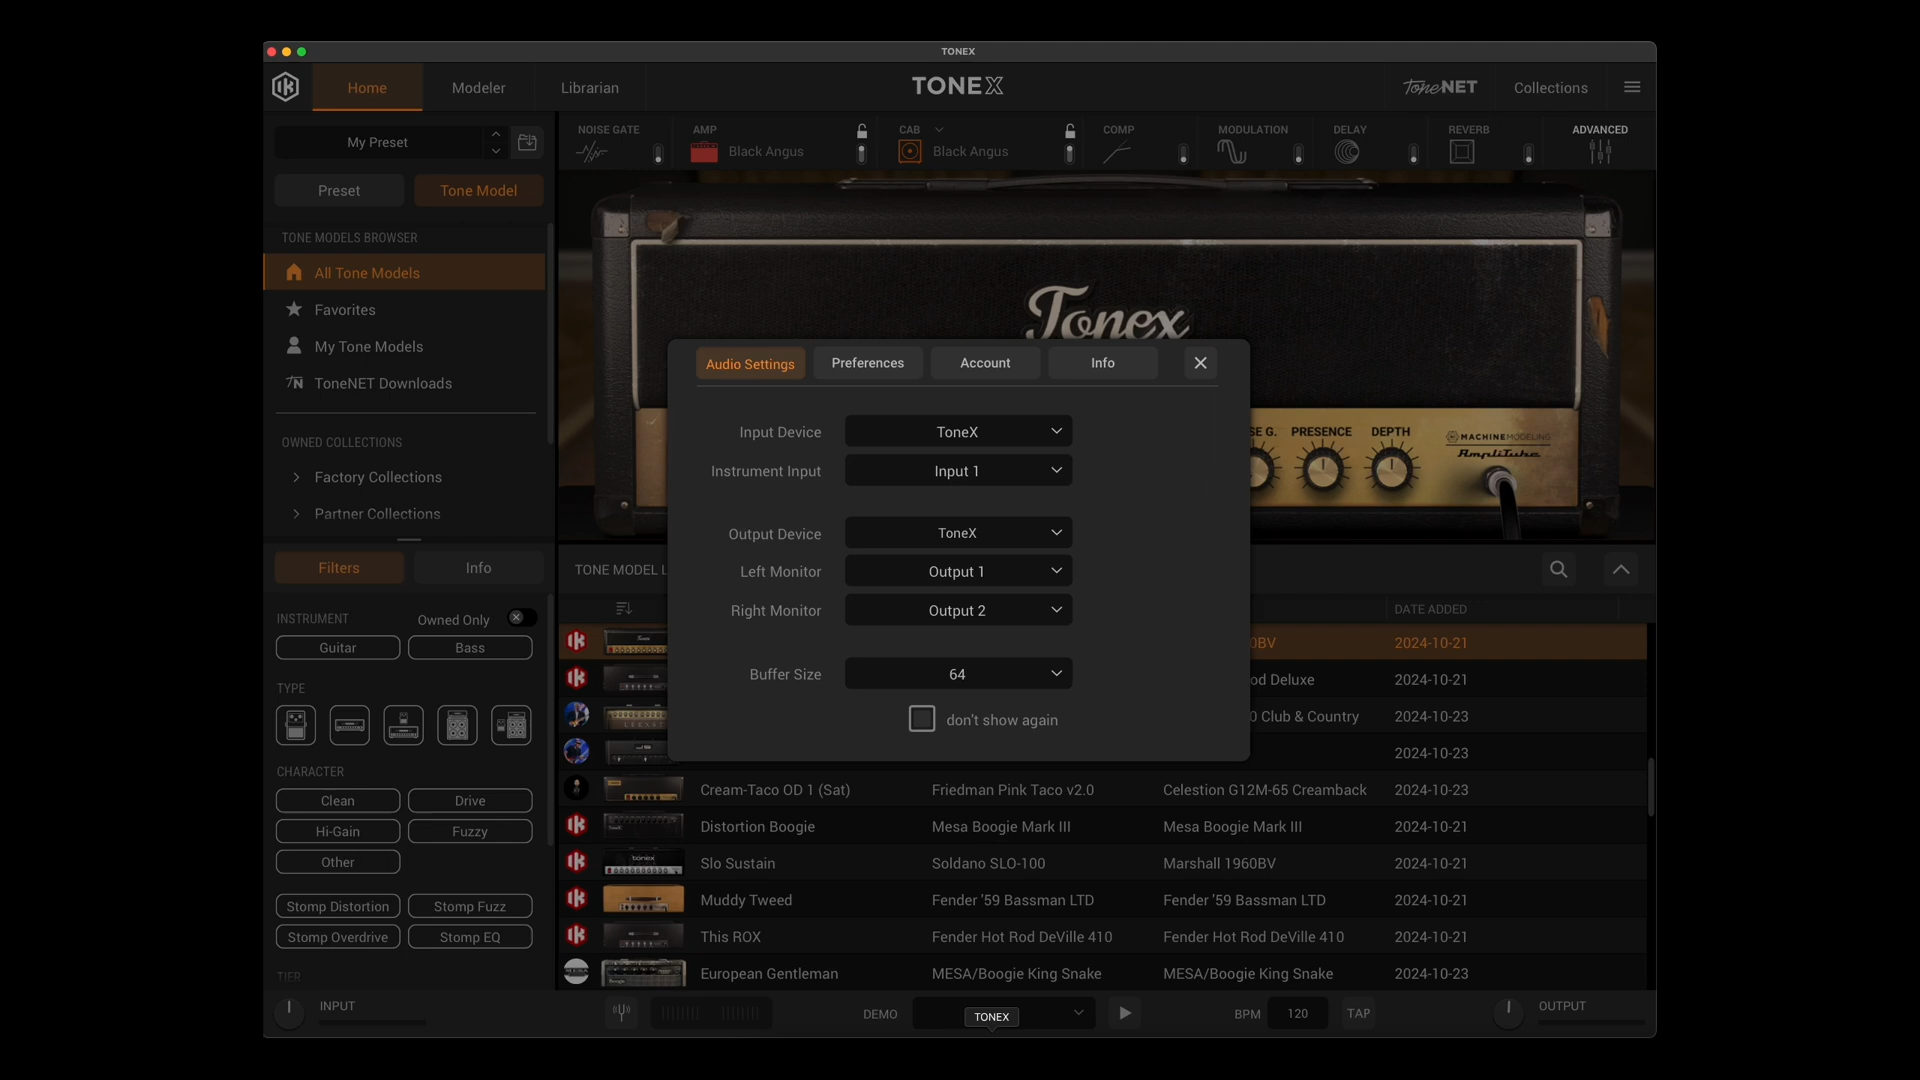 TONEX
Home
Modeler
Librarian
TONEX
ToneNET
Collections
My Preset
Preset
Tone Model
NOISE GATE
AMP
Black Angus
CAB
Black Angus
COMP
MODULATION
DELAY
REVERB
ADVANCED
TONE MODELS BROWSER
All Tone Models
Favorites
My Tone Models
ToneNET Downloads
OWNED COLLECTIONS
Factory Collections
Partner Collections
Tonex
SE G.
PRESENCE
DEPTH
MACHINE MODELING
AmpliTube
Audio Settings
Preferences
Account
Info
Input Device
ToneX
Instrument Input
Input 1
Output Device
ToneX
Left Monitor
Output 1
Right Monitor
Output 2
Buffer Size
64
don't show again
Filters
Info
INSTRUMENT
Owned Only
Guitar
Bass
TYPE
CHARACTER
Clean
Drive
Hi-Gain
Fuzzy
Other
Stomp Distortion
Stomp Fuzz
Stomp Overdrive
Stomp EQ
TIER
TONE MODEL L
DATE ADDED
0BV 2024-10-21
od Deluxe 2024-10-21
0 Club & Country 2024-10-23
2024-10-23
Cream-Taco OD 1 (Sat) Friedman Pink Taco v2.0 Celestion G12M-65 Creamback 2024-10-23
Distortion Boogie Mesa Boogie Mark III Mesa Boogie Mark III 2024-10-21
Slo Sustain Soldano SLO-100 Marshall 1960BV 2024-10-21
Muddy Tweed Fender '59 Bassman LTD Fender '59 Bassman LTD 2024-10-21
This ROX Fender Hot Rod DeVille 410 Fender Hot Rod DeVille 410 2024-10-21
European Gentleman MESA/Boogie King Snake MESA/Boogie King Snake 2024-10-23
INPUT
DEMO
TONEX
BPM
120
TAP
OUTPUT